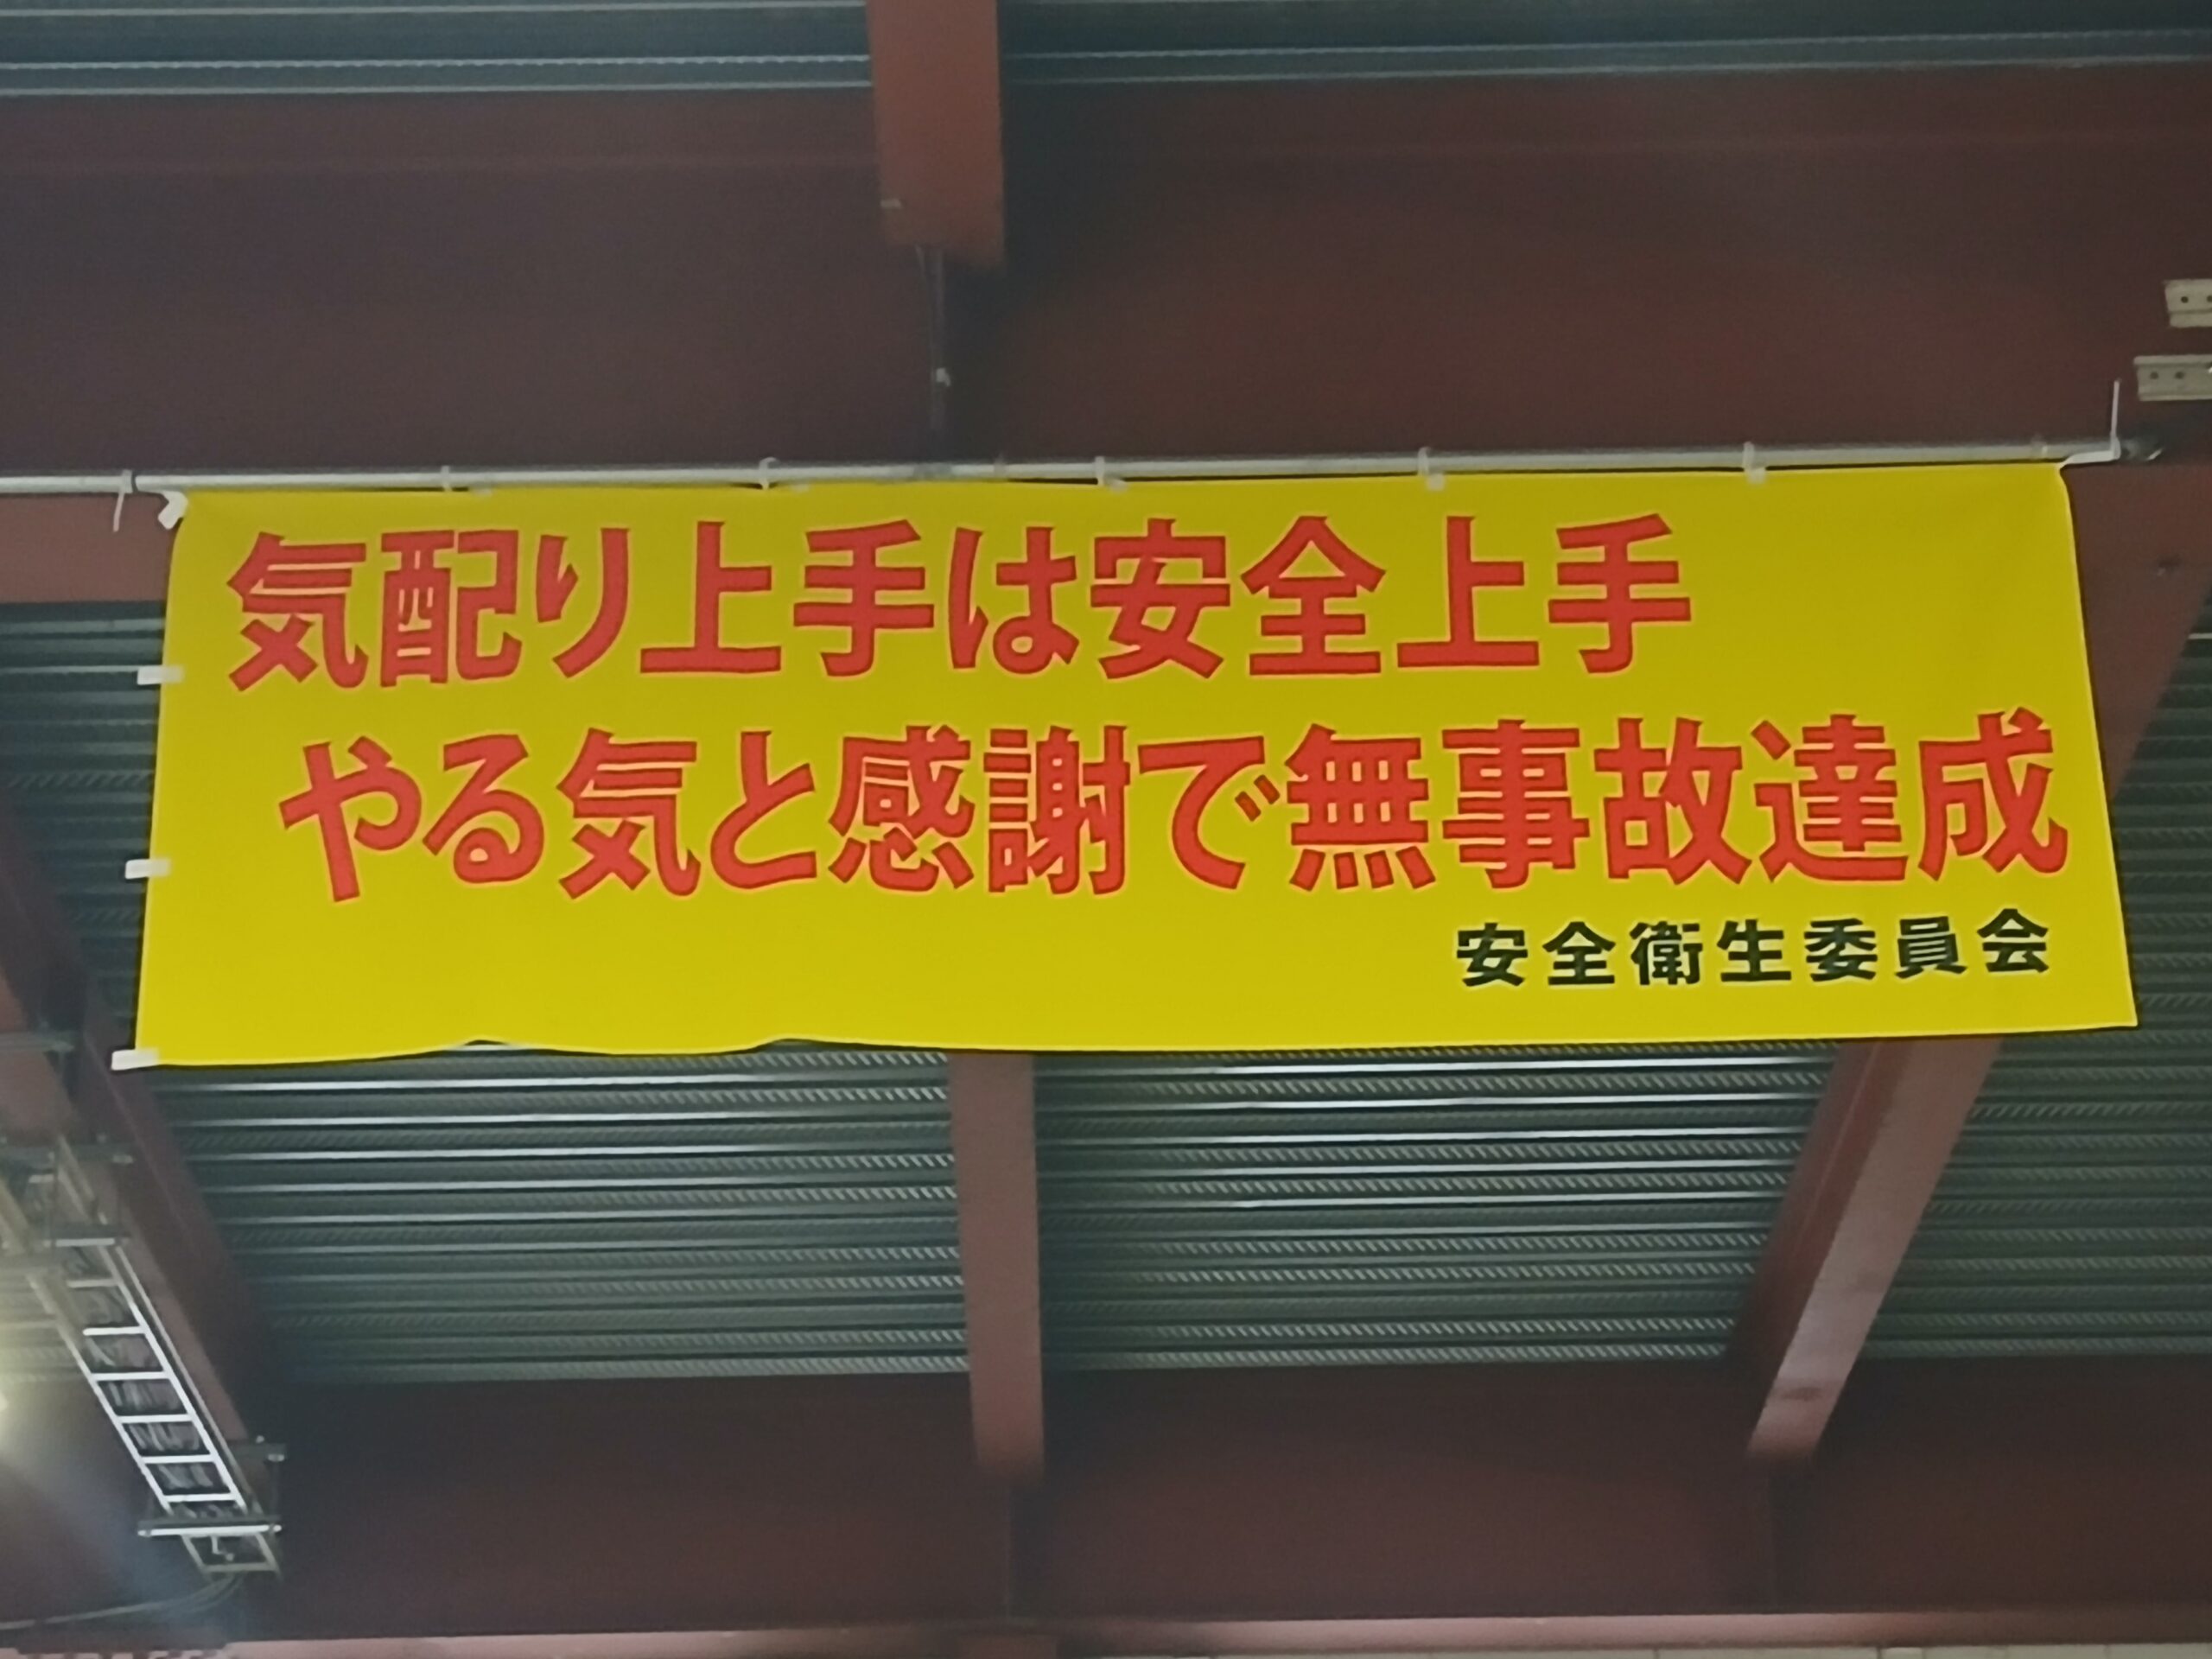 気配り上手は安全上手
やる気と感謝で無事故達成
安全衛生委員会